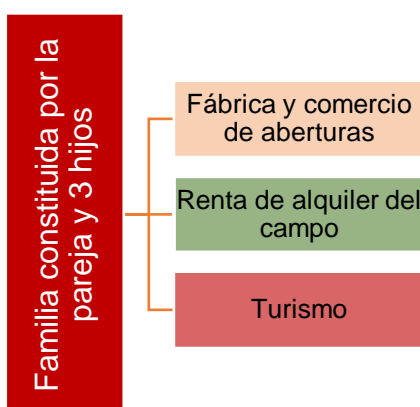 Familia constituida por la
pareja y 3 hijos
Fábrica y comercio
de aberturas
Renta de alquiler del
campo
Turismo